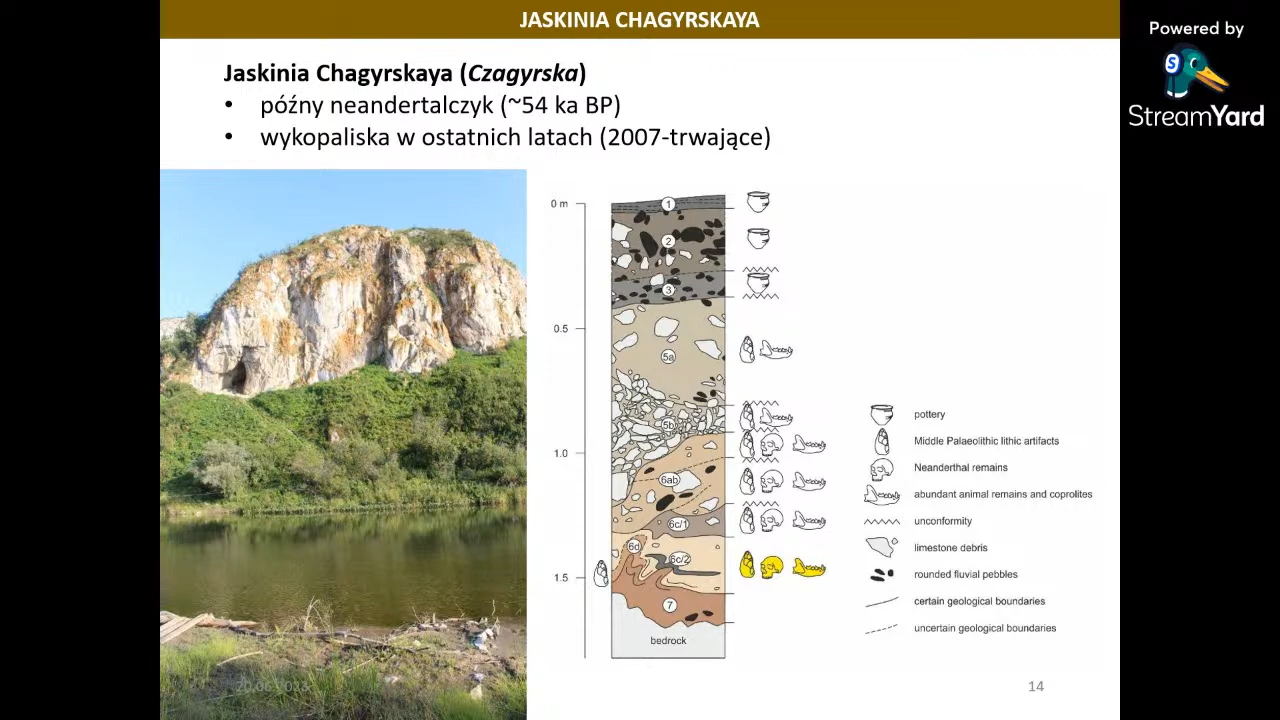 JASKINIA CHAGYRSKAYA
Powered by
S
StreamYard
Jaskinia Chagyrskaya (Czagyrska)
• późny neandertalczyk (~54 ka BP)
• wykopaliska w ostatnich latach (2007-trwające)
0 m
0.5
1.0
1.5
1
2
3
5a
5b
6ab
6c/1
6d
6c/2
7
bedrock
pottery
Middle Palaeolithic lithic artifacts
Neanderthal remains
abundant animal remains and coprolites
unconformity
limestone debris
rounded fluvial pebbles
certain geological boundaries
uncertain geological boundaries
20.06.2023
14